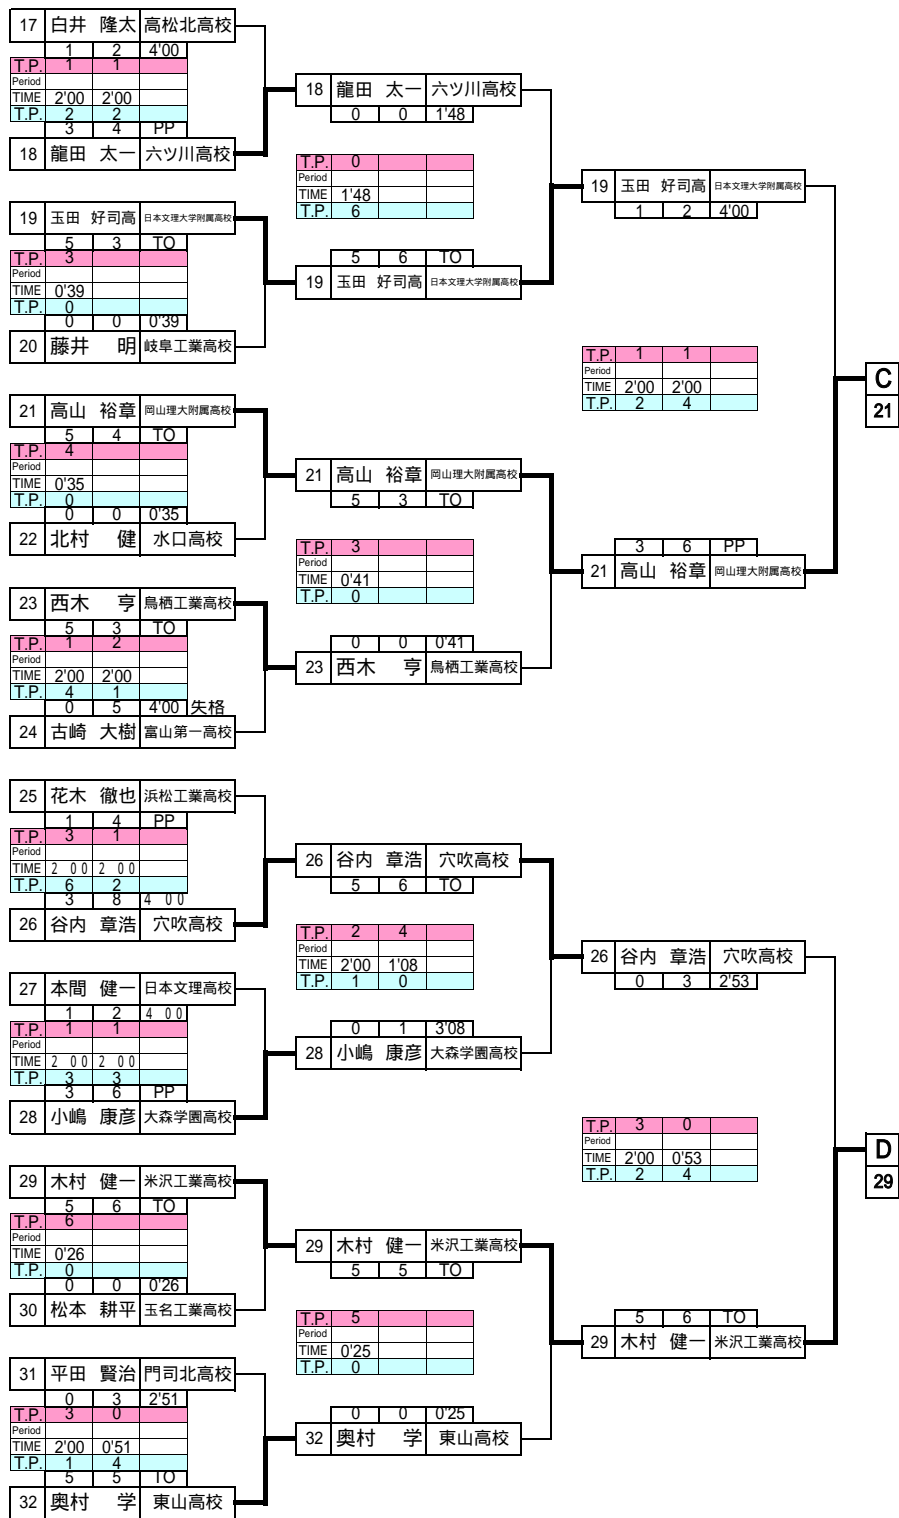 17 白井 隆太 高松北高校
1 2 4'00
T.P. 1 1
Period
TIME 2'00 2'00
T.P. 2 2
3 4 PP
18 龍田 太一 六ツ川高校
19 玉田 好司高 日本文理大学附属高校
5 3 TO
T.P. 3
Period
TIME 0'39
T.P. 0
0 0 0'39
20 藤井 明 岐阜工業高校
21 高山 裕章 岡山理大附属高校
5 4 TO
T.P. 4
Period
TIME 0'35
T.P. 0
0 0 0'35
22 北村 健 水口高校
23 西木 亨 鳥栖工業高校
5 3 TO
T.P. 1 2
Period
TIME 2'00 2'00
T.P. 4 1
0 5 4'00 失格
24 古崎 大樹 富山第一高校
25 花木 徹也 浜松工業高校
1 4 PP
T.P. 3 1
Period
TIME 2 00 2 00
T.P. 6 2
3 8 4 00
26 谷内 章浩 穴吹高校
27 本間 健一 日本文理高校
1 2 4 00
T.P. 1 1
Period
TIME 2 00 2 00
T.P. 3 3
3 6 PP
28 小嶋 康彦 大森学園高校
29 木村 健一 米沢工業高校
5 6 TO
T.P. 6
Period
TIME 0'26
T.P. 0
0 0 0'26
30 松本 耕平 玉名工業高校
31 平田 賢治 門司北高校
0 3 2'51
T.P. 3 0
Period
TIME 2'00 0'51
T.P. 1 4
5 5 TO
32 奥村 学 東山高校
18 龍田 太一 六ツ川高校
0 0 1'48
T.P. 0
Period
TIME 1'48
T.P. 6
5 6 TO
19 玉田 好司高 日本文理大学附属高校
21 高山 裕章 岡山理大附属高校
5 3 TO
T.P. 3
Period
TIME 0'41
T.P. 0
0 0 0'41
23 西木 亨 鳥栖工業高校
26 谷内 章浩 穴吹高校
5 6 TO
T.P. 2 4
Period
TIME 2'00 1'08
T.P. 1 0
0 1 3'08
28 小嶋 康彦 大森学園高校
29 木村 健一 米沢工業高校
5 5 TO
T.P. 5
Period
TIME 0'25
T.P. 0
0 0 0'25
32 奥村 学 東山高校
19 玉田 好司高 日本文理大学附属高校
1 2 4'00
T.P. 1 1
Period
TIME 2'00 2'00
T.P. 2 4
3 6 PP
21 高山 裕章 岡山理大附属高校
26 谷内 章浩 穴吹高校
0 3 2'53
T.P. 3 0
Period
TIME 2'00 0'53
T.P. 2 4
5 6 TO
29 木村 健一 米沢工業高校
C
21
D
29